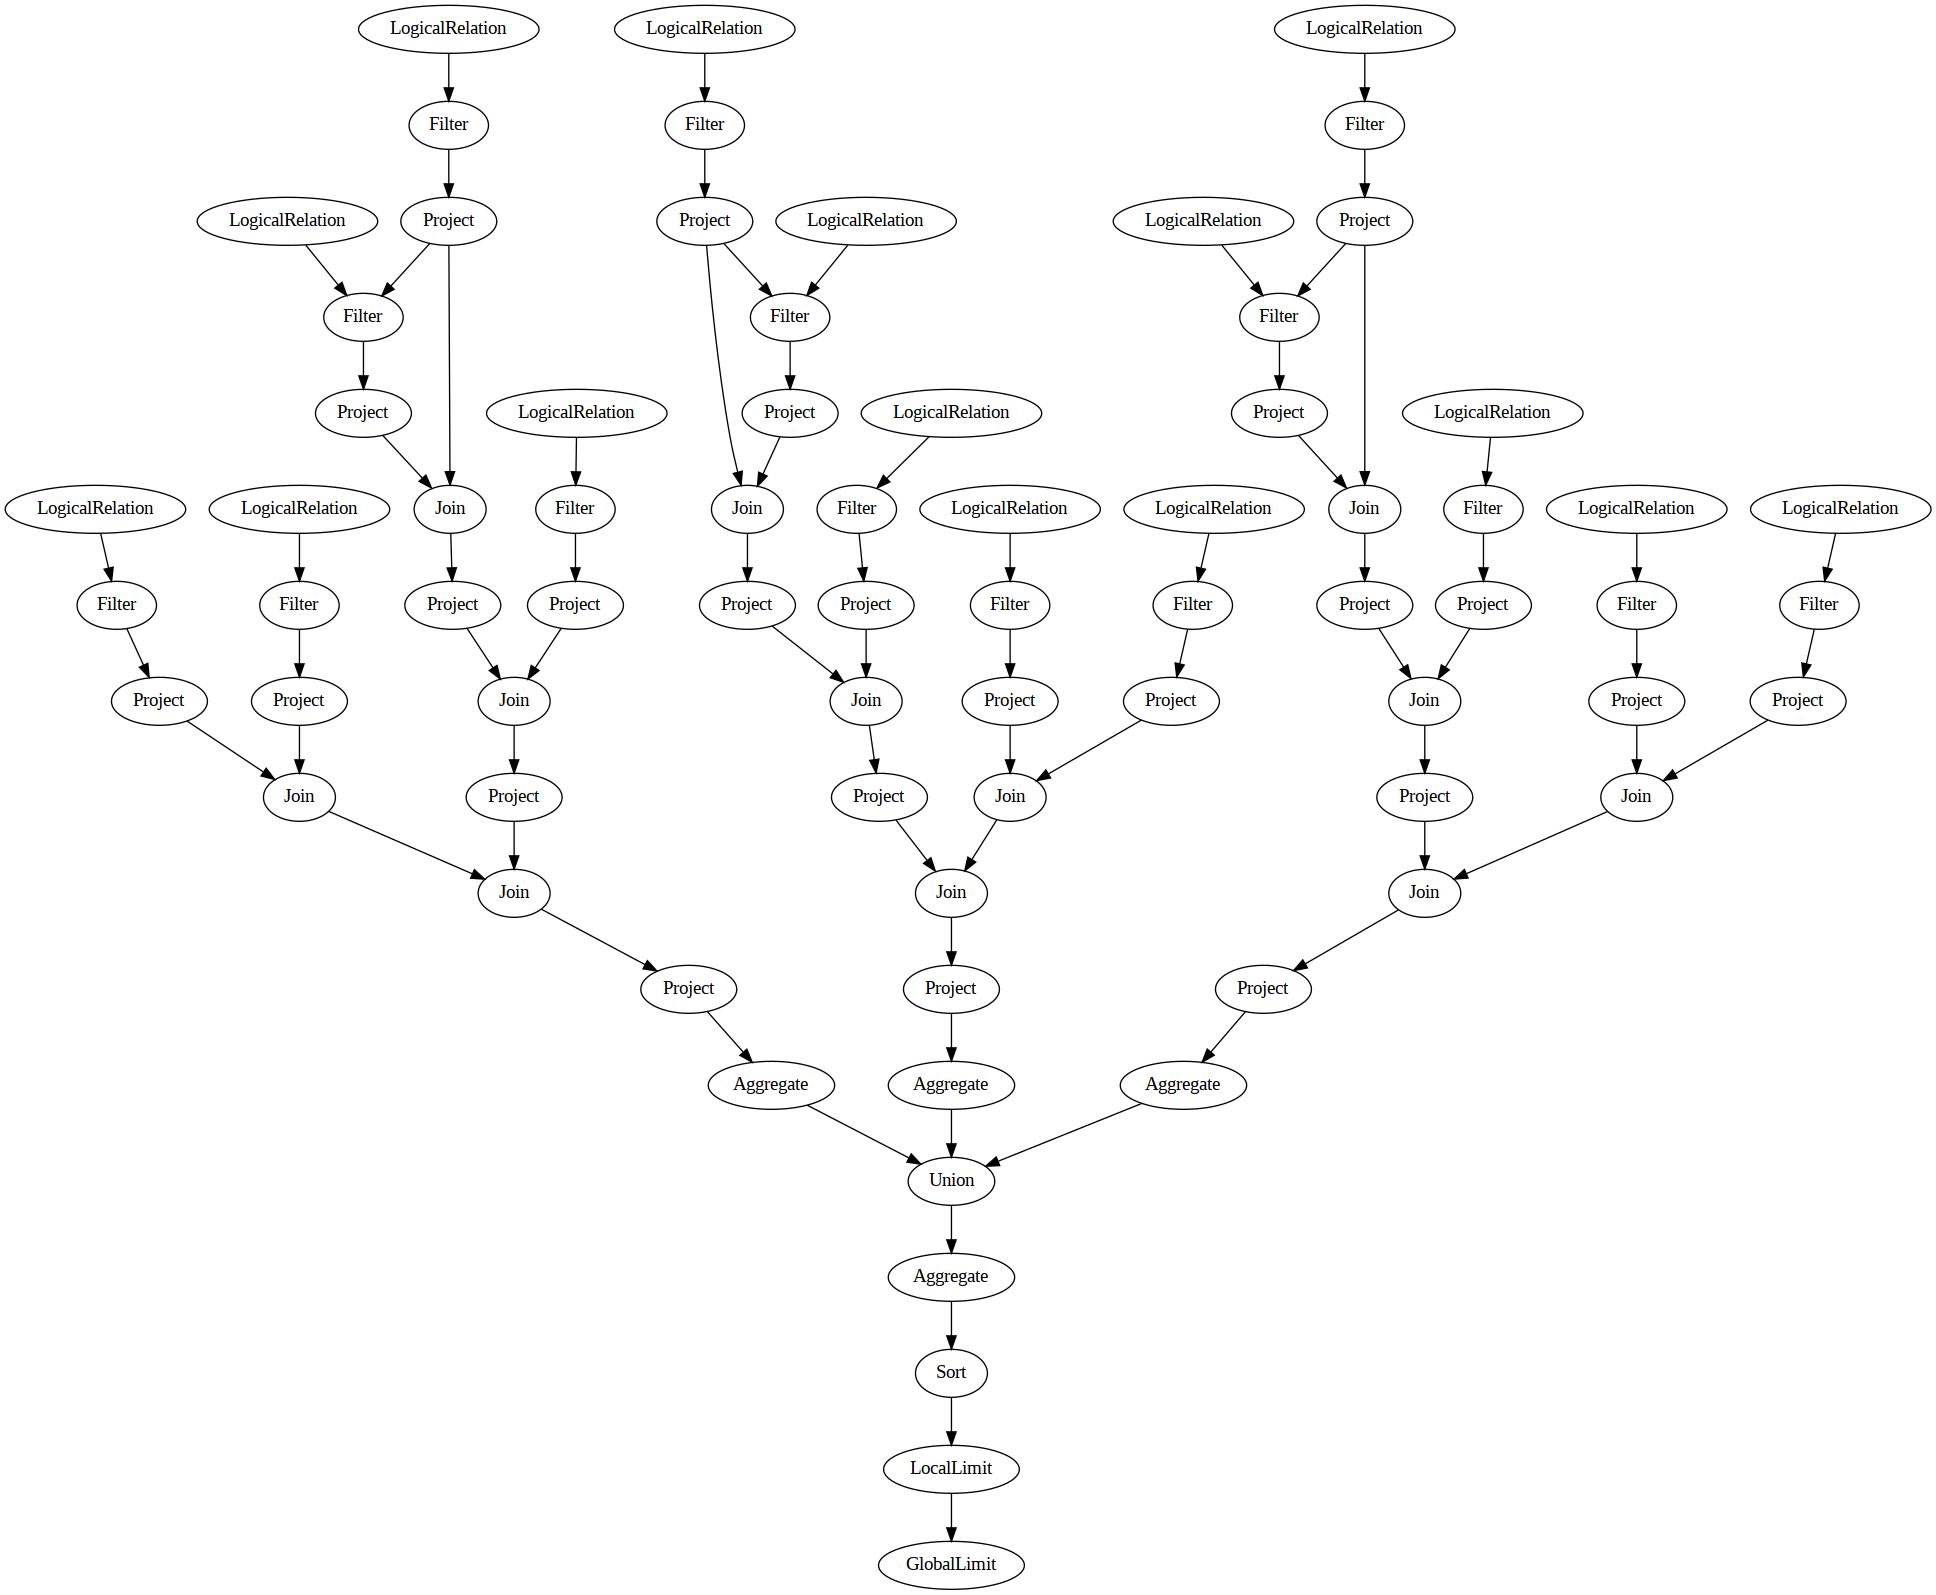 LogicalRelation LogicalRelation LogicalRelation
Filter Filter Filter
LogicalRelation Project Project LogicalRelation LogicalRelation Project
Filter Filter Filter
Project LogicalRelation Project LogicalRelation Project LogicalRelation
LogicalRelation LogicalRelation Join Filter Join Filter LogicalRelation LogicalRelation Join Filter LogicalRelation LogicalRelation
Filter Filter Project Project Project Project Filter Filter Project Project Filter Filter
Project Project Join Join Project Project Join Project Project
Join Project Project Join Project Join
Join Join Join
Project Project Project
Aggregate Aggregate Aggregate
Union
Aggregate
Sort
LocalLimit
GlobalLimit